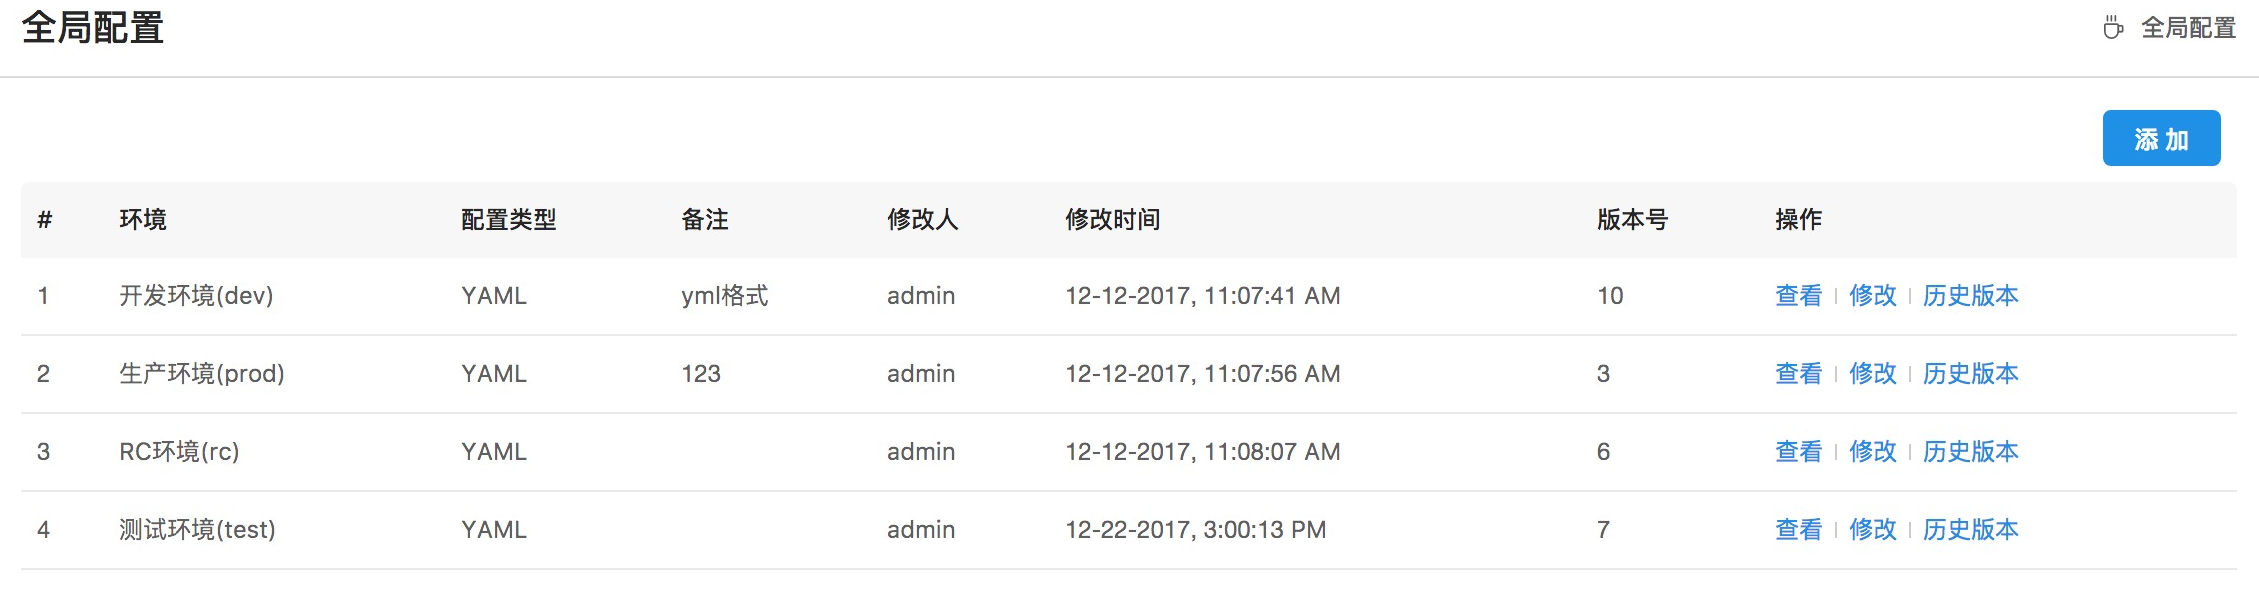 全局配置
全局配置
添 加
# 环境 配置类型 备注 修改人 修改时间 版本号 操作
1 开发环境(dev) YAML yml格式 admin 12-12-2017, 11:07:41 AM 10 查看 | 修改 | 历史版本
2 生产环境(prod) YAML 123 admin 12-12-2017, 11:07:56 AM 3 查看 | 修改 | 历史版本
3 RC环境(rc) YAML admin 12-12-2017, 11:08:07 AM 6 查看 | 修改 | 历史版本
4 测试环境(test) YAML admin 12-22-2017, 3:00:13 PM 7 查看 | 修改 | 历史版本